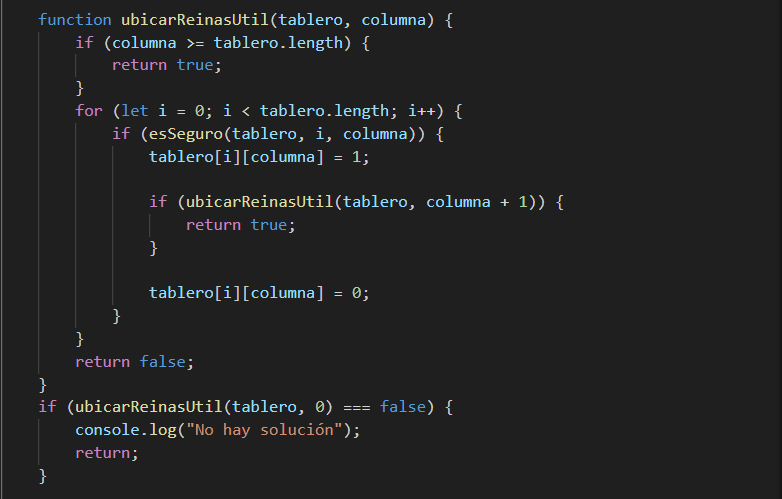 function ubicarReinasUtil(tablero, columna) {
if (columna >= tablero.length) {
return true;
}
for (let i = 0; i < tablero.length; i++) {
if (esSeguro(tablero, i, columna)) {
tablero[i][columna] = 1;
if (ubicarReinasUtil(tablero, columna + 1)) {
return true;
}
tablero[i][columna] = 0;
}
}
return false;
}
if (ubicarReinasUtil(tablero, 0) === false) {
console.log("No hay solución");
return;
}